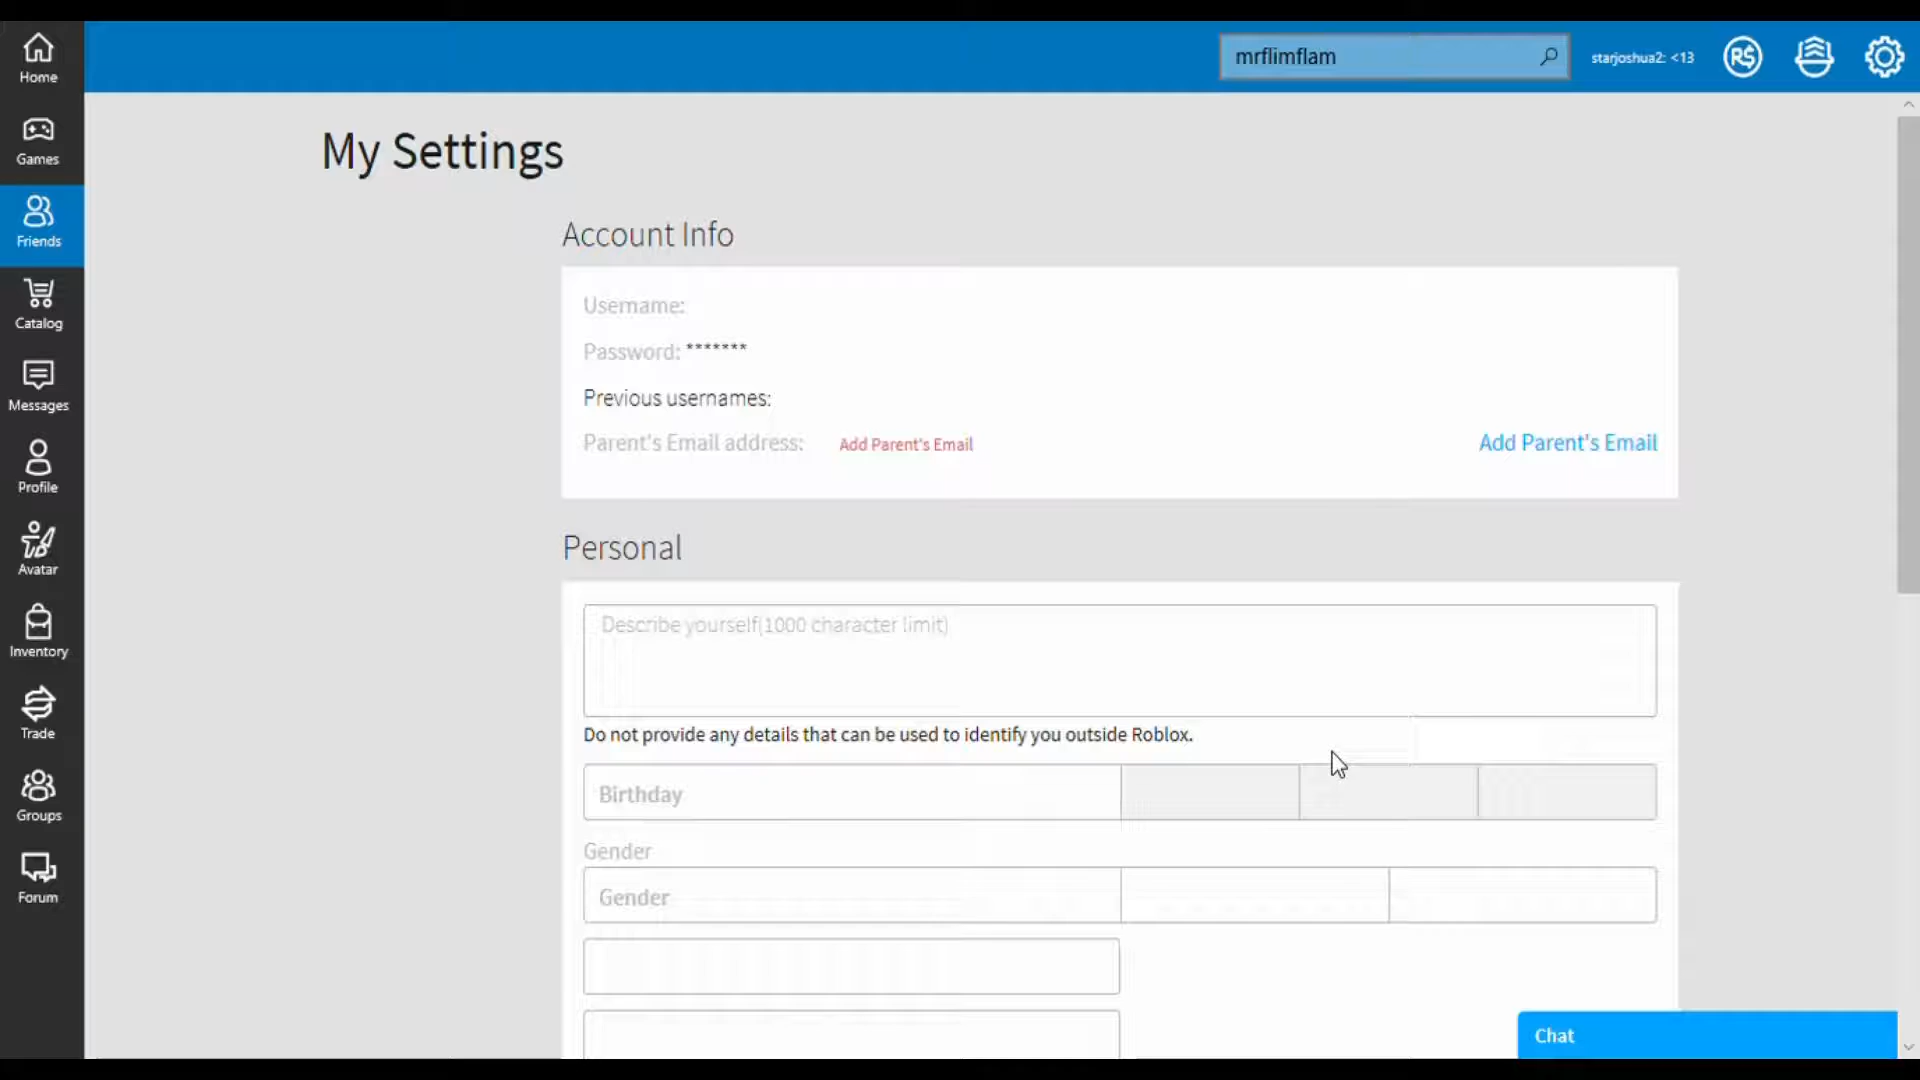 mrflimflam
starjoshua2: <13
R$
Home
Games
Friends
Catalog
Messages
Profile
Avatar
Inventory
Trade
Groups
Forum
My Settings
Account Info
Username:
Password: *******
Previous usernames:
Parent's Email address: Add Parent's Email Add Parent's Email
Personal
Describe yourself(1000 character limit)
Do not provide any details that can be used to identify you outside Roblox.
Birthday
Gender
Gender
Chat